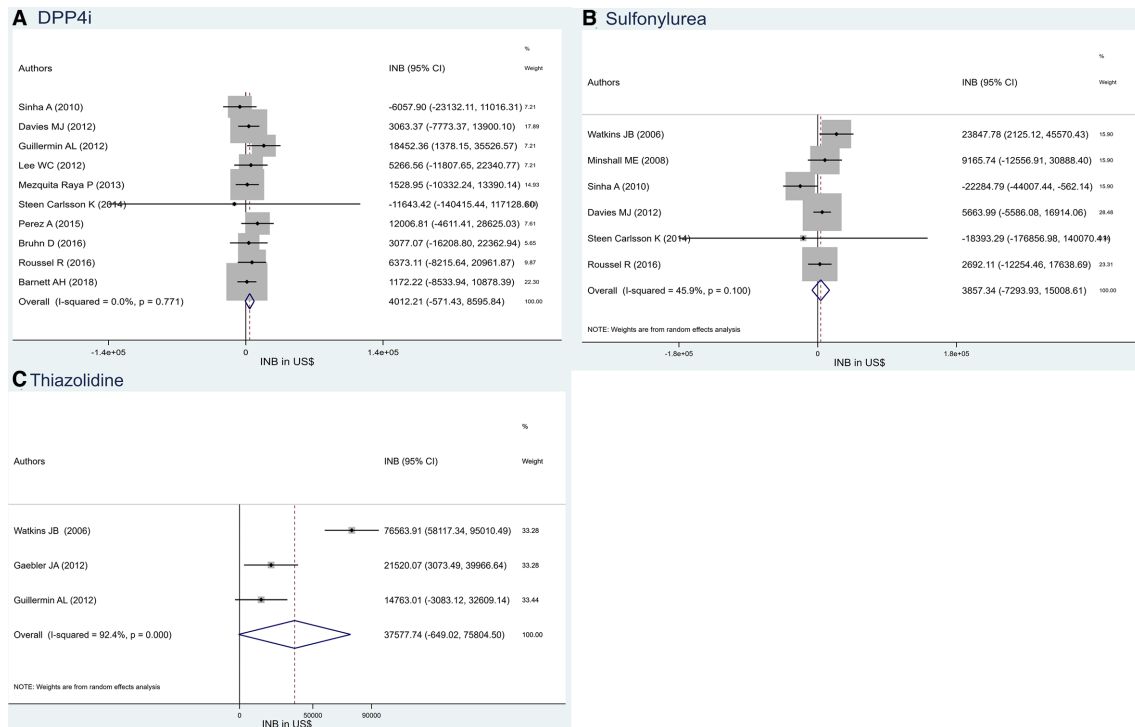 A DPP4i
%
Authors INB (95% CI) Weight
Sinha A (2010) -6057.90 (-23132.11, 11016.31) 7.21
Davies MJ (2012) 3063.37 (-7773.37, 13900.10) 17.89
Guillermin AL (2012) 18452.36 (1378.15, 35526.57) 7.21
Lee WC (2012) 5266.56 (-11807.65, 22340.77) 7.21
Mezquita Raya P (2013) 1528.95 (-10332.24, 13390.14) 14.93
Steen Carlsson K (2014) -11643.42 (-140415.44, 117128.60)
Perez A (2015) 12006.81 (-4611.41, 28625.03) 7.61
Bruhn D (2016) 3077.07 (-16208.80, 22362.94) 5.65
Roussel R (2016) 6373.11 (-8215.64, 20961.87) 9.87
Barnett AH (2018) 1172.22 (-8533.94, 10878.39) 22.30
Overall (I-squared = 0.0%, p = 0.771) 4012.21 (-571.43, 8595.84) 100.00
-1.4e+05 0 1.4e+05
INB in US$
B Sulfonylurea
%
Authors INB (95% CI) Weight
Watkins JB (2006) 23847.78 (2125.12, 45570.43) 15.90
Minshall ME (2008) 9165.74 (-12556.91, 30888.40) 15.90
Sinha A (2010) -22284.79 (-44007.44, -562.14) 15.90
Davies MJ (2012) 5663.99 (-5586.08, 16914.06) 28.48
Steen Carlsson K (2014) -18393.29 (-176856.98, 140070.41)
Roussel R (2016) 2692.11 (-12254.46, 17638.69) 23.31
Overall (I-squared = 45.9%, p = 0.100) 3857.34 (-7293.93, 15008.61) 100.00
NOTE: Weights are from random effects analysis
-1.8e+05 0 1.8e+05
INB in US$
C Thiazolidine
%
Authors INB (95% CI) Weight
Watkins JB (2006) 76563.91 (58117.34, 95010.49) 33.28
Gaebler JA (2012) 21520.07 (3073.49, 39966.64) 33.28
Guillermin AL (2012) 14763.01 (-3083.12, 32609.14) 33.44
Overall (I-squared = 92.4%, p = 0.000) 37577.74 (-649.02, 75804.50) 100.00
NOTE: Weights are from random effects analysis
0 50000 90000
INB in US$